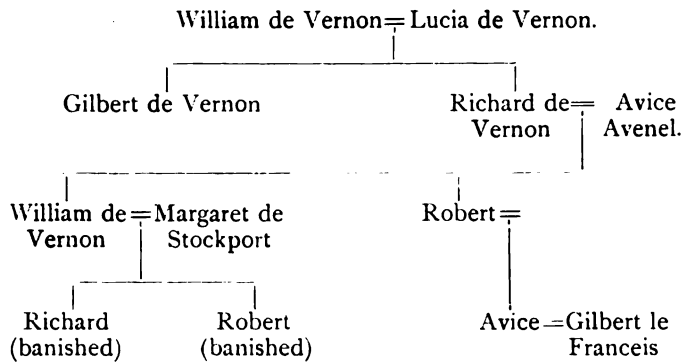 William de Vernon = Lucia de Vernon.
Gilbert de Vernon
Richard de = Avice
Vernon Avenel.
William de = Margaret de
Vernon Stockport
Robert =
Richard
(banished)
Robert
(banished)
Avice = Gilbert le
Franceis